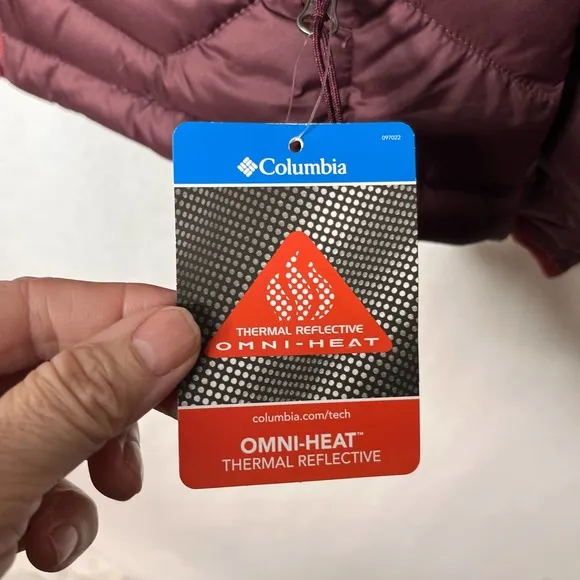 097022
Columbia
THERMAL REFLECTIVE
OMNI-HEAT
columbia.com/tech
OMNI-HEAT™
THERMAL REFLECTIVE